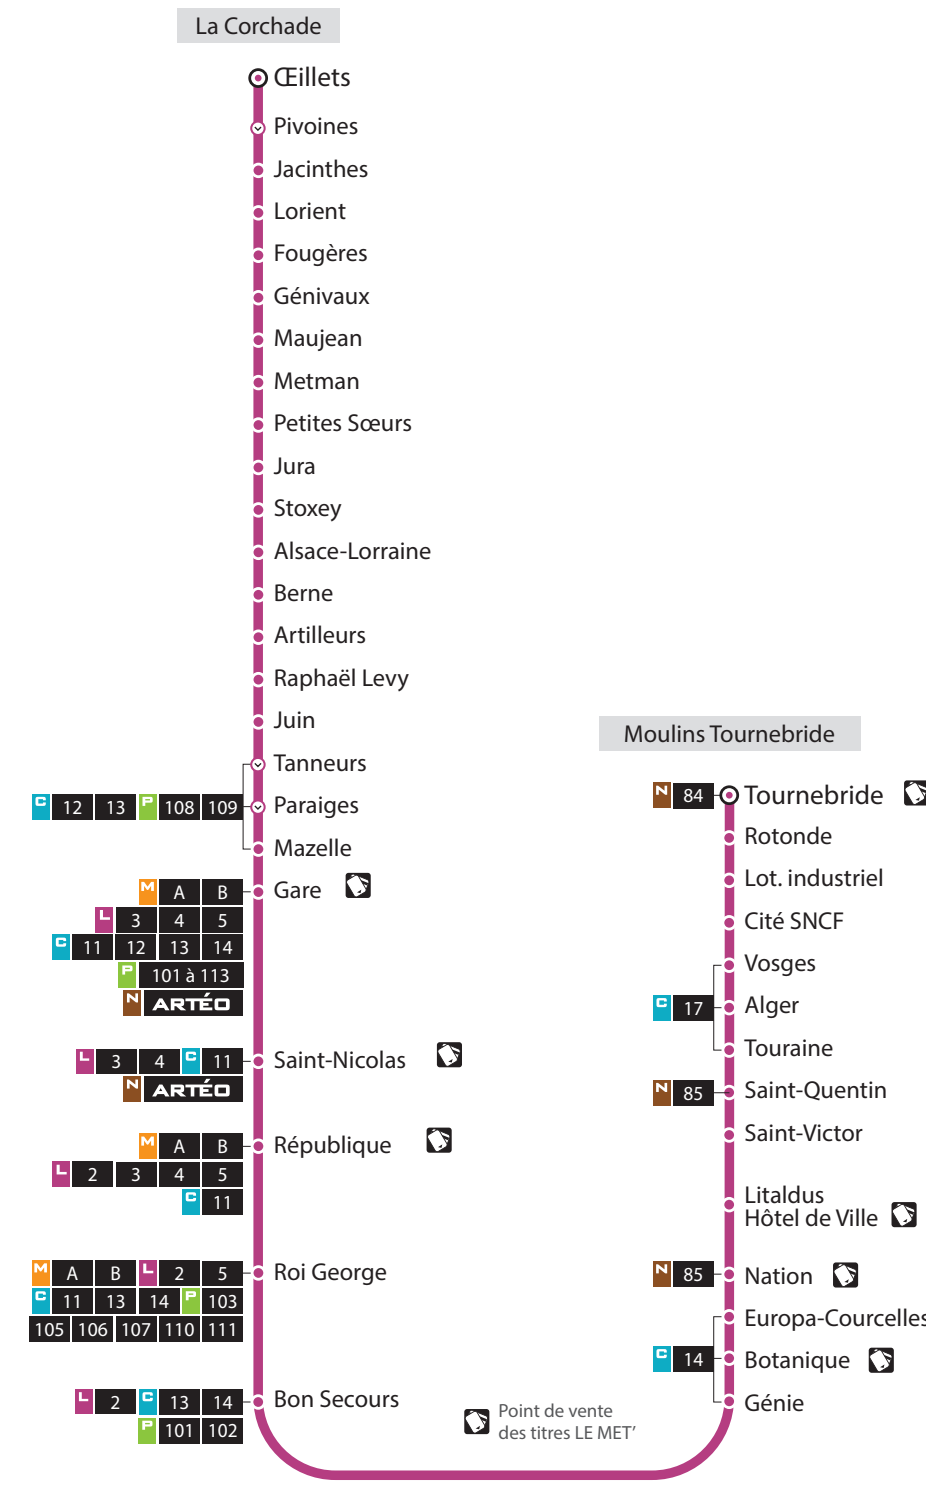 La Corchade
Œillets
Pivoines
Jacinthes
Lorient
Fougères
Génivaux
Maujean
Metman
Petites Sœurs
Jura
Stoxey
Alsace-Lorraine
Berne
Artilleurs
Raphaël Levy
Juin
Tanneurs
C 12 13 P 108 109 Paraiges
Mazelle
M A B Gare
L 3 4 5
C 11 12 13 14
P 101 à 113
N ARTÉO
L 3 4 C 11 Saint-Nicolas
N ARTÉO
M A B République
L 2 3 4 5
C 11
M A B L 2 5 Roi George
C 11 13 14 P 103
105 106 107 110 111
L 2 C 13 14 Bon Secours
P 101 102
Point de vente
des titres LE MET'
Moulins Tournebride
N 84 Tournebride
Rotonde
Lot. industriel
Cité SNCF
Vosges
C 17 Alger
Touraine
N 85 Saint-Quentin
Saint-Victor
Litaldus
Hôtel de Ville
N 85 Nation
Europa-Courcelles
C 14 Botanique
Génie